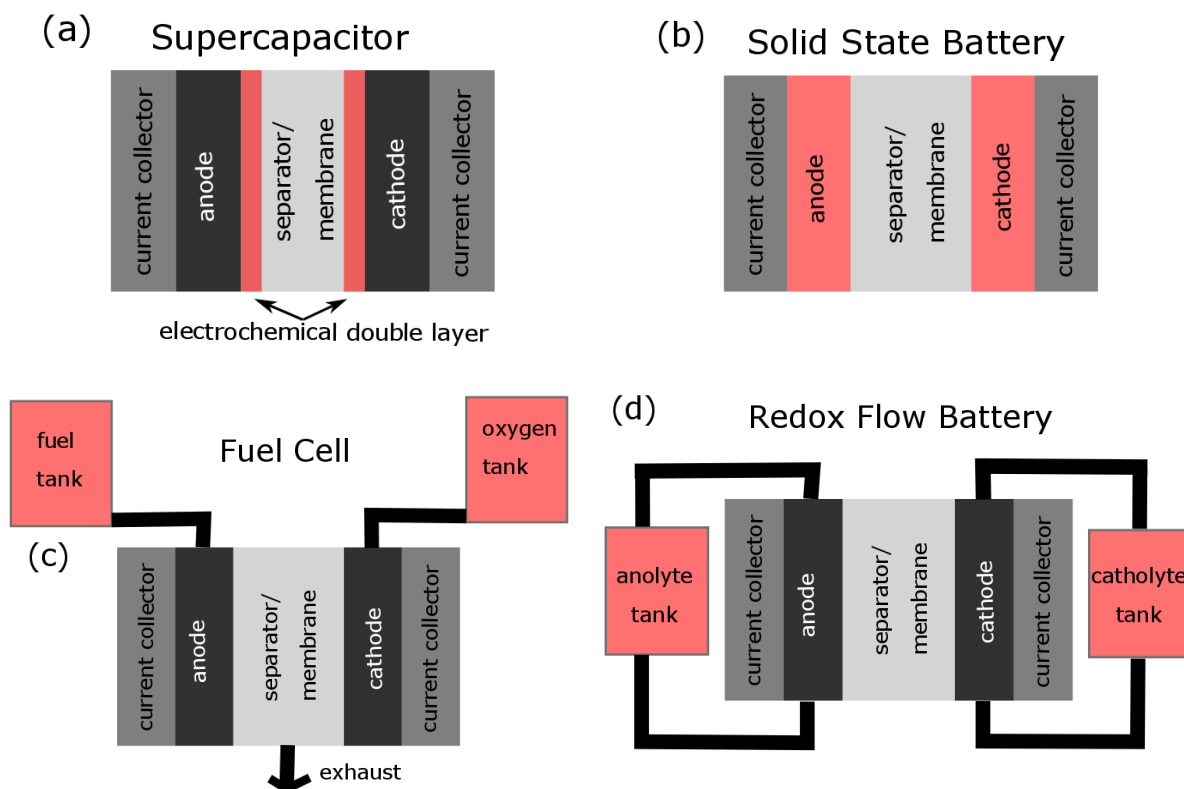 (a)
Supercapacitor
current collector
anode
separator/
membrane
cathode
current collector
electrochemical double layer
(b)
Solid State Battery
current collector
anode
separator/
membrane
cathode
current collector
(c)
Fuel Cell
fuel
tank
oxygen
tank
current collector
anode
separator/
membrane
cathode
current collector
exhaust
(d)
Redox Flow Battery
anolyte
tank
current collector
anode
separator/
membrane
cathode
current collector
catholyte
tank